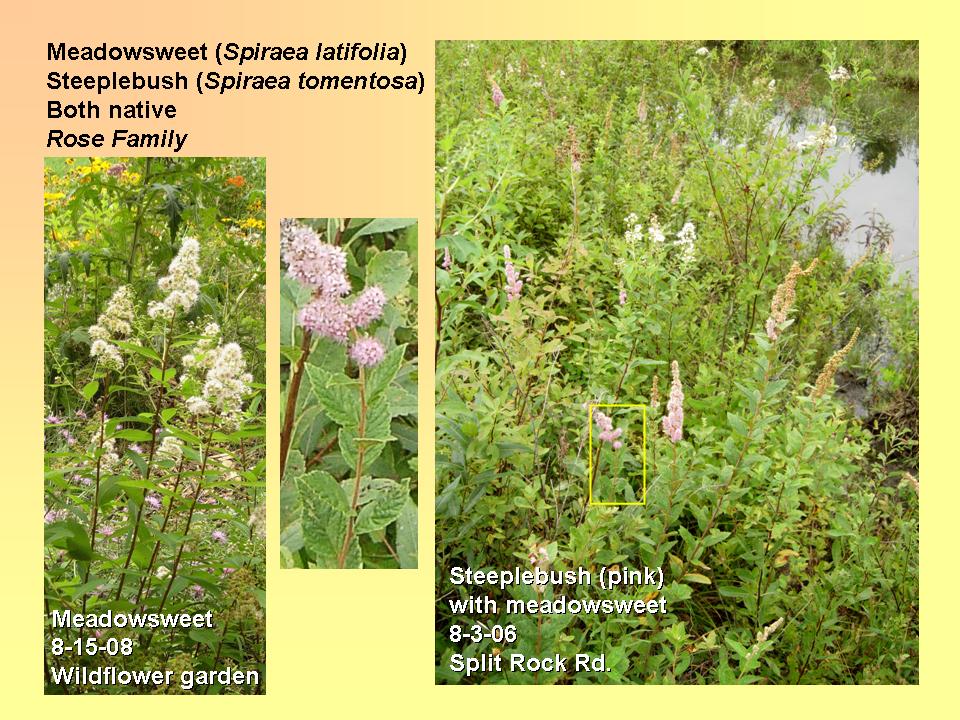 Meadowsweet (Spiraea latifolia)
Steeplebush (Spiraea tomentosa)
Both native
Rose Family
Meadowsweet
8-15-08
Wildflower garden
Steeplebush (pink)
with meadowsweet
8-3-06
Split Rock Rd.